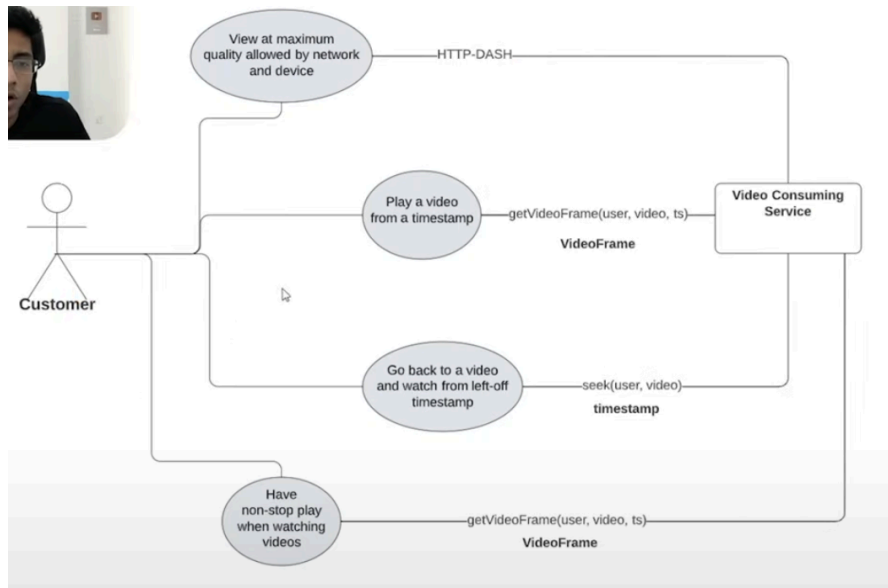 View at maximum
quality allowed by network
and device
HTTP-DASH
Play a video
from a timestamp
getVideoFrame(user, video, ts)
VideoFrame
Video Consuming
Service
Customer
Go back to a video
and watch from left-off
timestamp
seek(user, video)
timestamp
Have
non-stop play
when watching
videos
getVideoFrame(user, video, ts)
VideoFrame